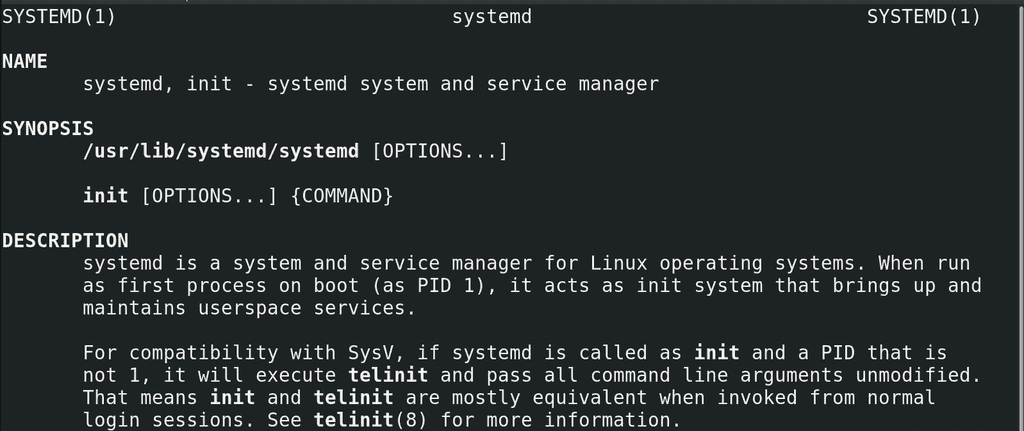 SYSTEMD(1) systemd SYSTEMD(1)
NAME
systemd, init - systemd system and service manager
SYNOPSIS
/usr/lib/systemd/systemd [OPTIONS...]
init [OPTIONS...] {COMMAND}
DESCRIPTION
systemd is a system and service manager for Linux operating systems. When run
as first process on boot (as PID 1), it acts as init system that brings up and
maintains userspace services.
For compatibility with SysV, if systemd is called as init and a PID that is
not 1, it will execute telinit and pass all command line arguments unmodified.
That means init and telinit are mostly equivalent when invoked from normal
login sessions. See telinit(8) for more information.